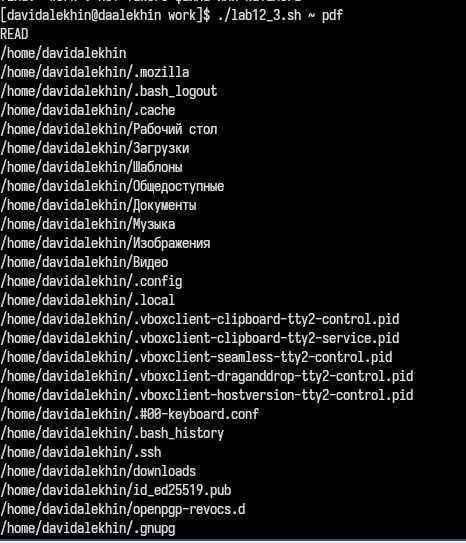 [davidalekhin@daalekhin work]$ ./lab12_3.sh ~ pdf
READ
/home/davidalekhin
/home/davidalekhin/.mozilla
/home/davidalekhin/.bash_logout
/home/davidalekhin/.cache
/home/davidalekhin/Рабочий стол
/home/davidalekhin/Загрузки
/home/davidalekhin/Шаблоны
/home/davidalekhin/Общедоступные
/home/davidalekhin/Документы
/home/davidalekhin/Музыка
/home/davidalekhin/Изображения
/home/davidalekhin/Видео
/home/davidalekhin/.config
/home/davidalekhin/.local
/home/davidalekhin/.vboxclient-clipboard-tty2-control.pid
/home/davidalekhin/.vboxclient-clipboard-tty2-service.pid
/home/davidalekhin/.vboxclient-seamless-tty2-control.pid
/home/davidalekhin/.vboxclient-draganddrop-tty2-control.pid
/home/davidalekhin/.vboxclient-hostversion-tty2-control.pid
/home/davidalekhin/.#00-keyboard.conf
/home/davidalekhin/.bash_history
/home/davidalekhin/.ssh
/home/davidalekhin/downloads
/home/davidalekhin/id_ed25519.pub
/home/davidalekhin/openpgp-revocs.d
/home/davidalekhin/.gnupg